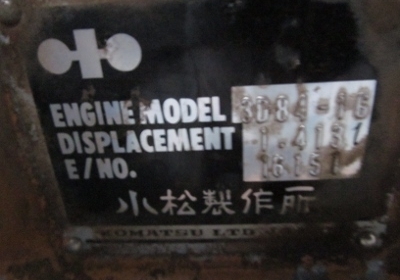 ENGINE MODEL 3D84-1G
DISPLACEMENT 1.413ℓ
E/NO. 16151
小松製作所
KOMATSU LTD